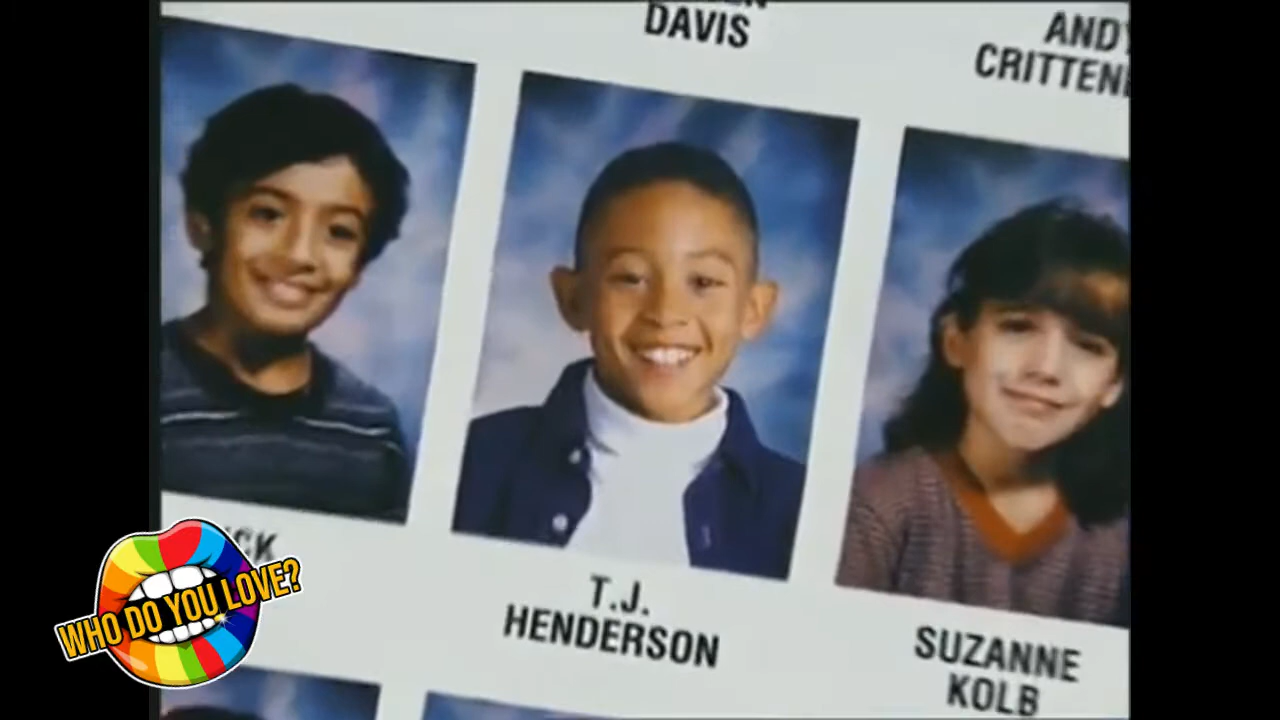 DAVIS
ANDY
T.J.
HENDERSON
SUZANNE
KOLB
WHO DO YOU LOVE?